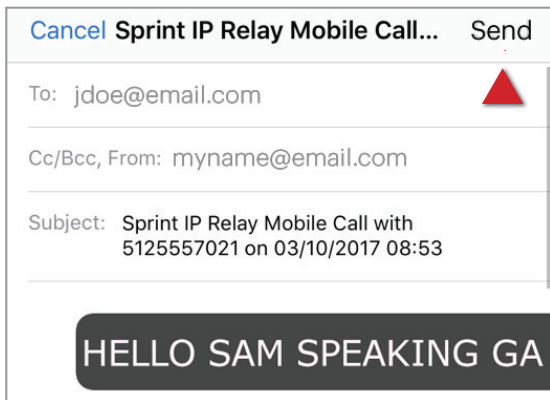 Cancel Sprint IP Relay Mobile Call... Send
To: jdoe@email.com
Cc/Bcc, From: myname@email.com
Subject: Sprint IP Relay Mobile Call with
5125557021 on 03/10/2017 08:53
HELLO SAM SPEAKING GA